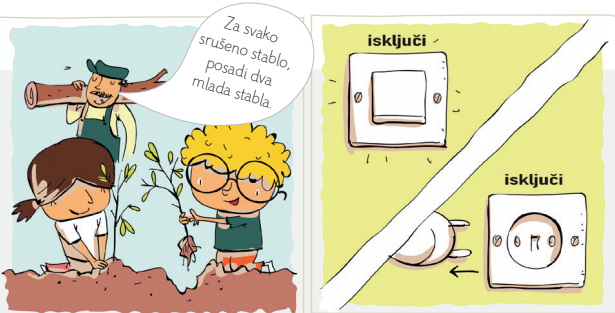 Za svako
srušeno stablo,
posadi dva
mlada stabla.
isključi
isključi